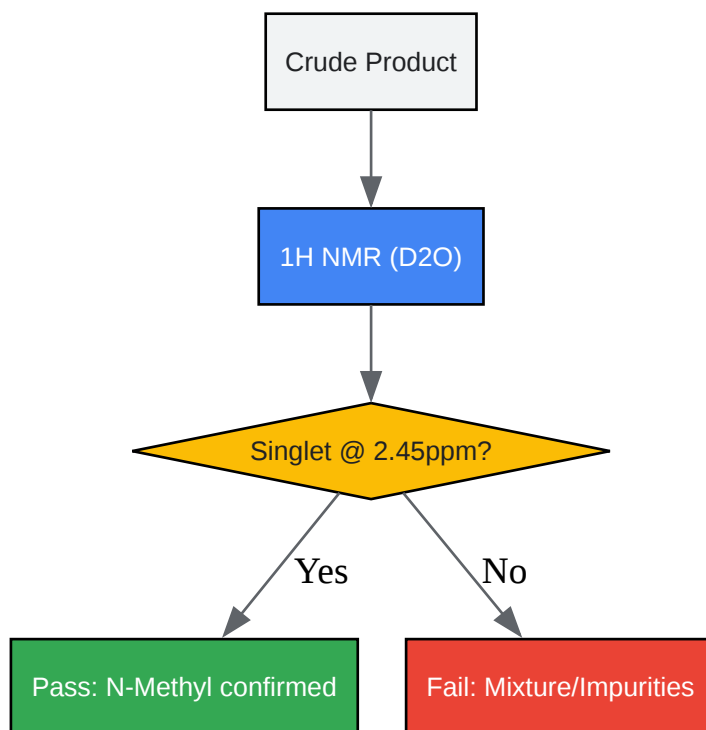 Crude Product
1H NMR (D2O)
Singlet @ 2.45ppm?
Yes
No
Pass: N-Methyl confirmed
Fail: Mixture/Impurities